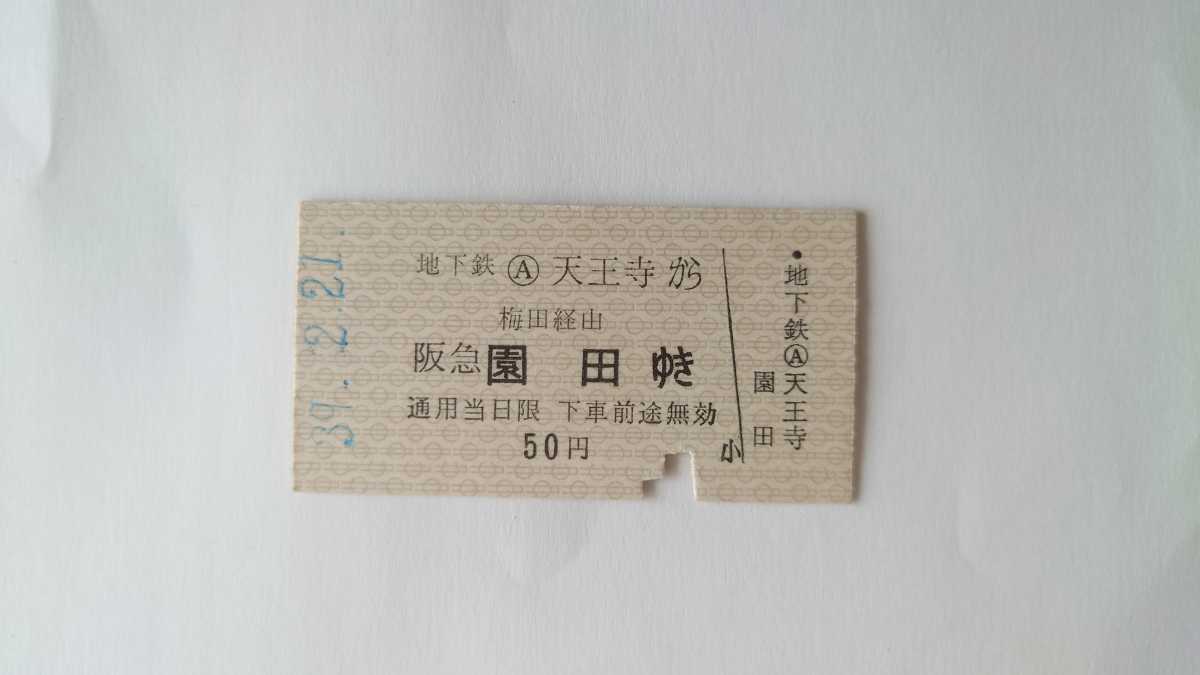 39. 2.21.
地下鉄 Ⓐ 天王寺 から
梅田経由
阪急 園 田 ゆき
通用当日限 下車前途無効
50円
小
・地下鉄Ⓐ天王寺
園田